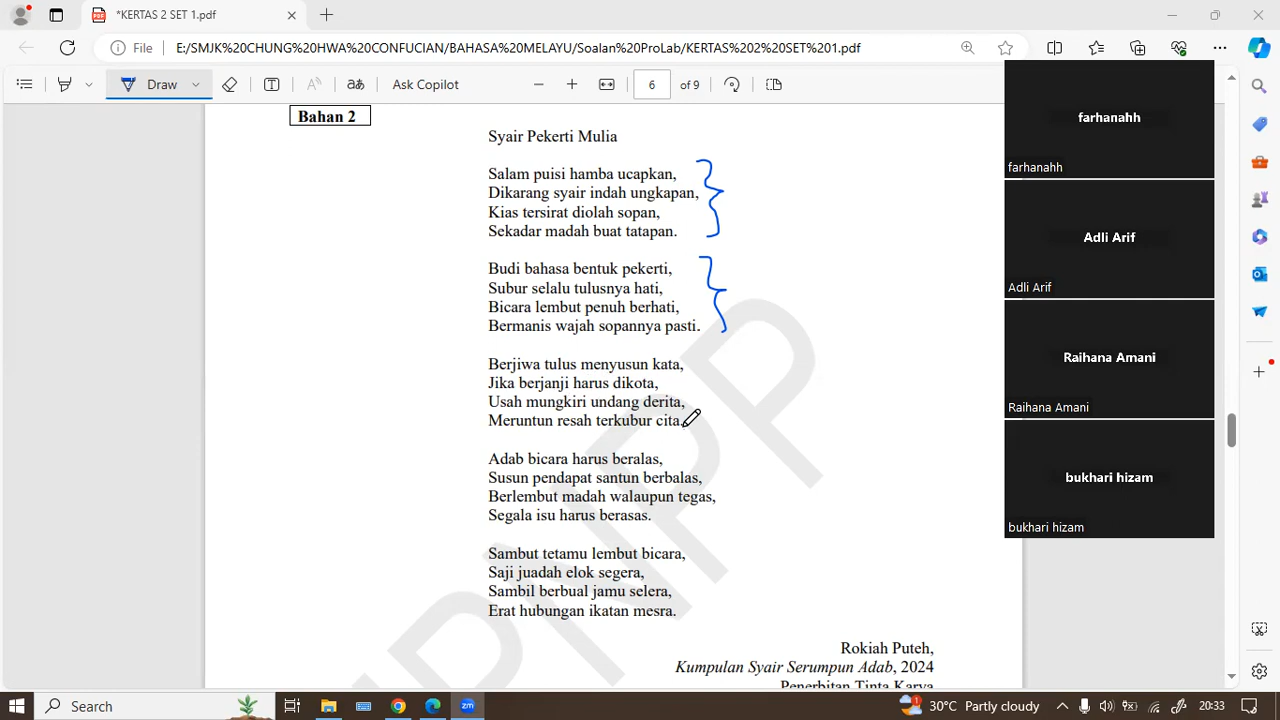 *KERTAS 2 SET 1.pdf
File
E:/SMJK%20CHUNG%20HWA%20CONFUCIAN/BAHASA%20MELAYU/Soalan%20ProLab/KERTAS%202%20SET%201.pdf
Draw
Ask Copilot
6 of 9
Bahan 2
Syair Pekerti Mulia
Salam puisi hamba ucapkan,
Dikarang syair indah ungkapan,
Kias tersirat diolah sopan,
Sekadar madah buat tatapan.
Budi bahasa bentuk pekerti,
Subur selalu tulusnya hati,
Bicara lembut penuh berhati,
Bermanis wajah sopannya pasti.
Berjiwa tulus menyusun kata,
Jika berjanji harus dikota,
Usah mungkiri undang derita,
Meruntun resah terkubur cita.
Adab bicara harus beralas,
Susun pendapat santun berbalas,
Berlembut madah walaupun tegas,
Segala isu harus berasas.
Sambut tetamu lembut bicara,
Saji juadah elok segera,
Sambil berbual jamu selera,
Erat hubungan ikatan mesra.
Rokiah Puteh,
Kumpulan Syair Serumpun Adab, 2024
Penerbitan Tinta Karya
farhanahh
farhanahh
Adli Arif
Adli Arif
Raihana Amani
Raihana Amani
bukhari hizam
bukhari hizam
Search
30°C Partly cloudy
20:33